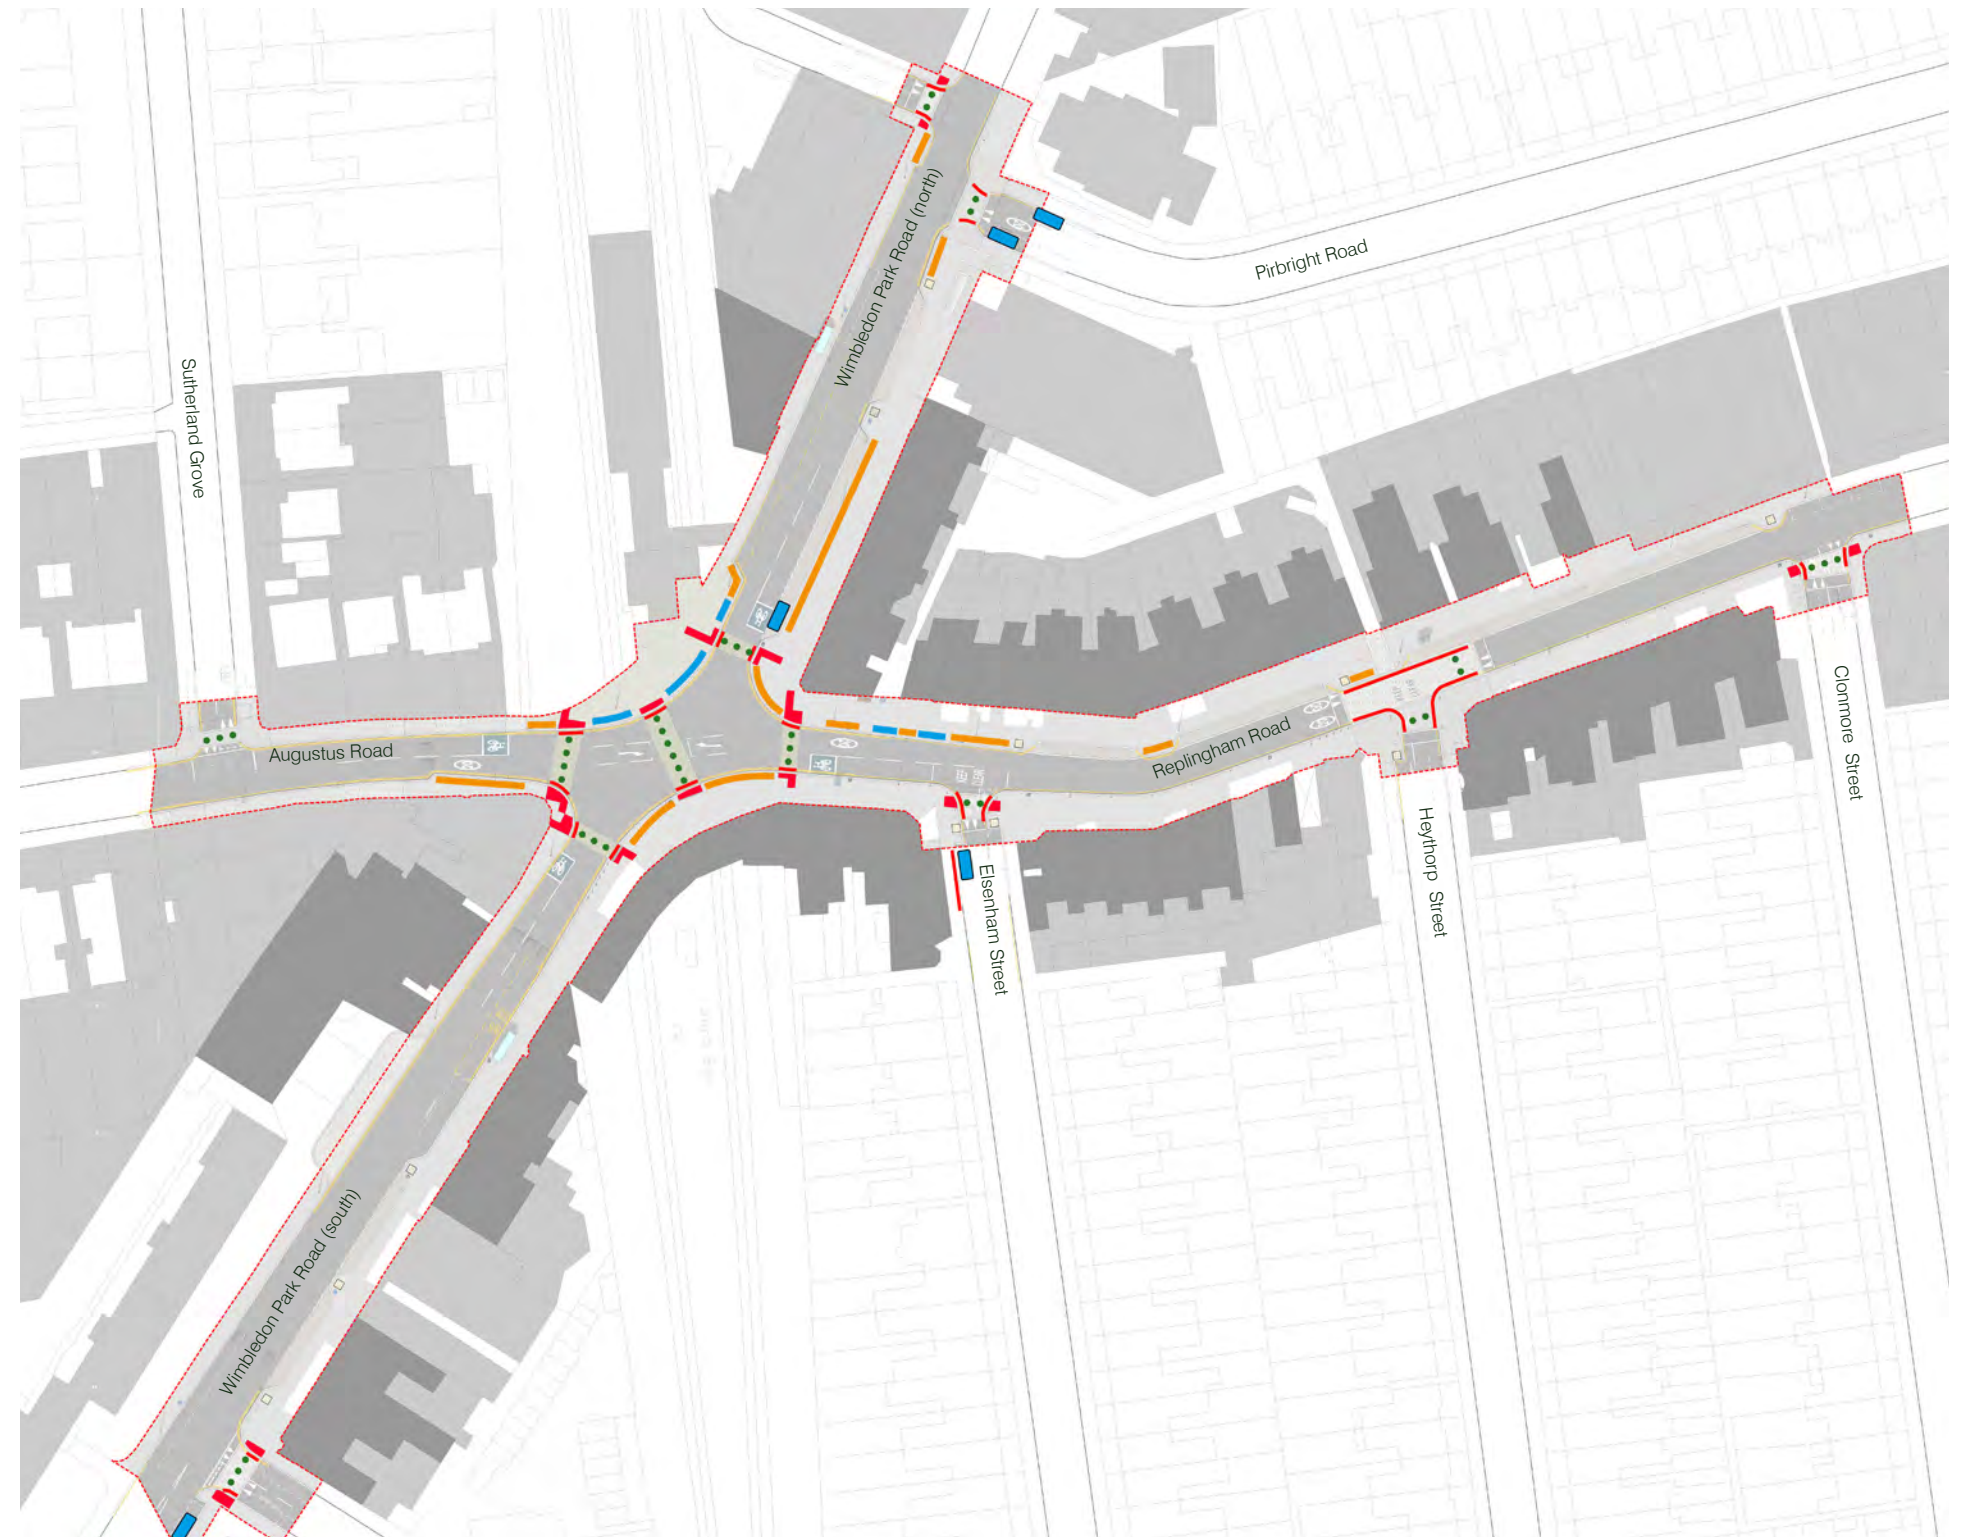 Wimbledon Park Road (north)
Pirbright Road
Sutherland Grove
Augustus Road
Replingham Road
Clonmore Street
Heythorp Street
Elsenham Street
Wimbledon Park Road (south)
KEEP